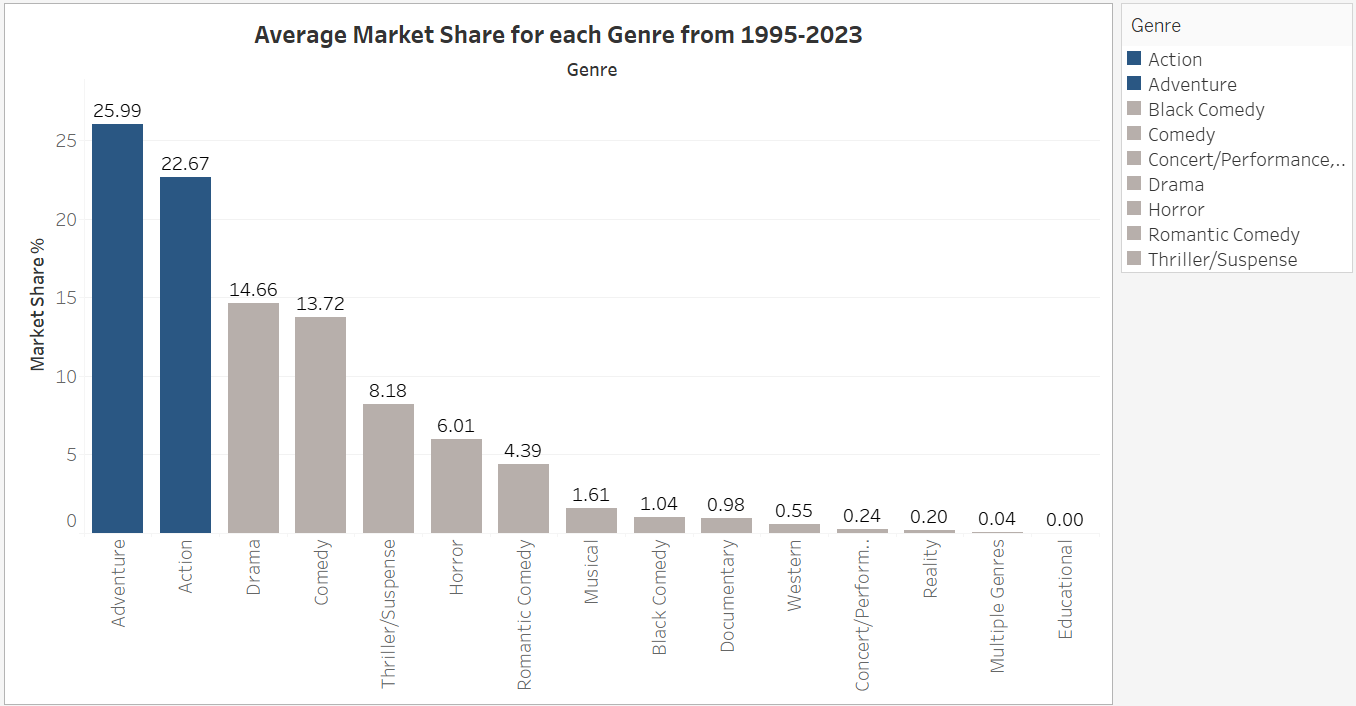 Average Market Share for each Genre from 1995-2023
Genre
Market Share %
25
20
15
10
5
0
25.99
22.67
14.66
13.72
8.18
6.01
4.39
1.61
1.04
0.98
0.55
0.24
0.20
0.04
0.00
Adventure
Action
Drama
Comedy
Thriller/Suspense
Horror
Romantic Comedy
Musical
Black Comedy
Documentary
Western
Concert/Perform..
Reality
Multiple Genres
Educational
Genre
Action
Adventure
Black Comedy
Comedy
Concert/Performance,..
Drama
Horror
Romantic Comedy
Thriller/Suspense